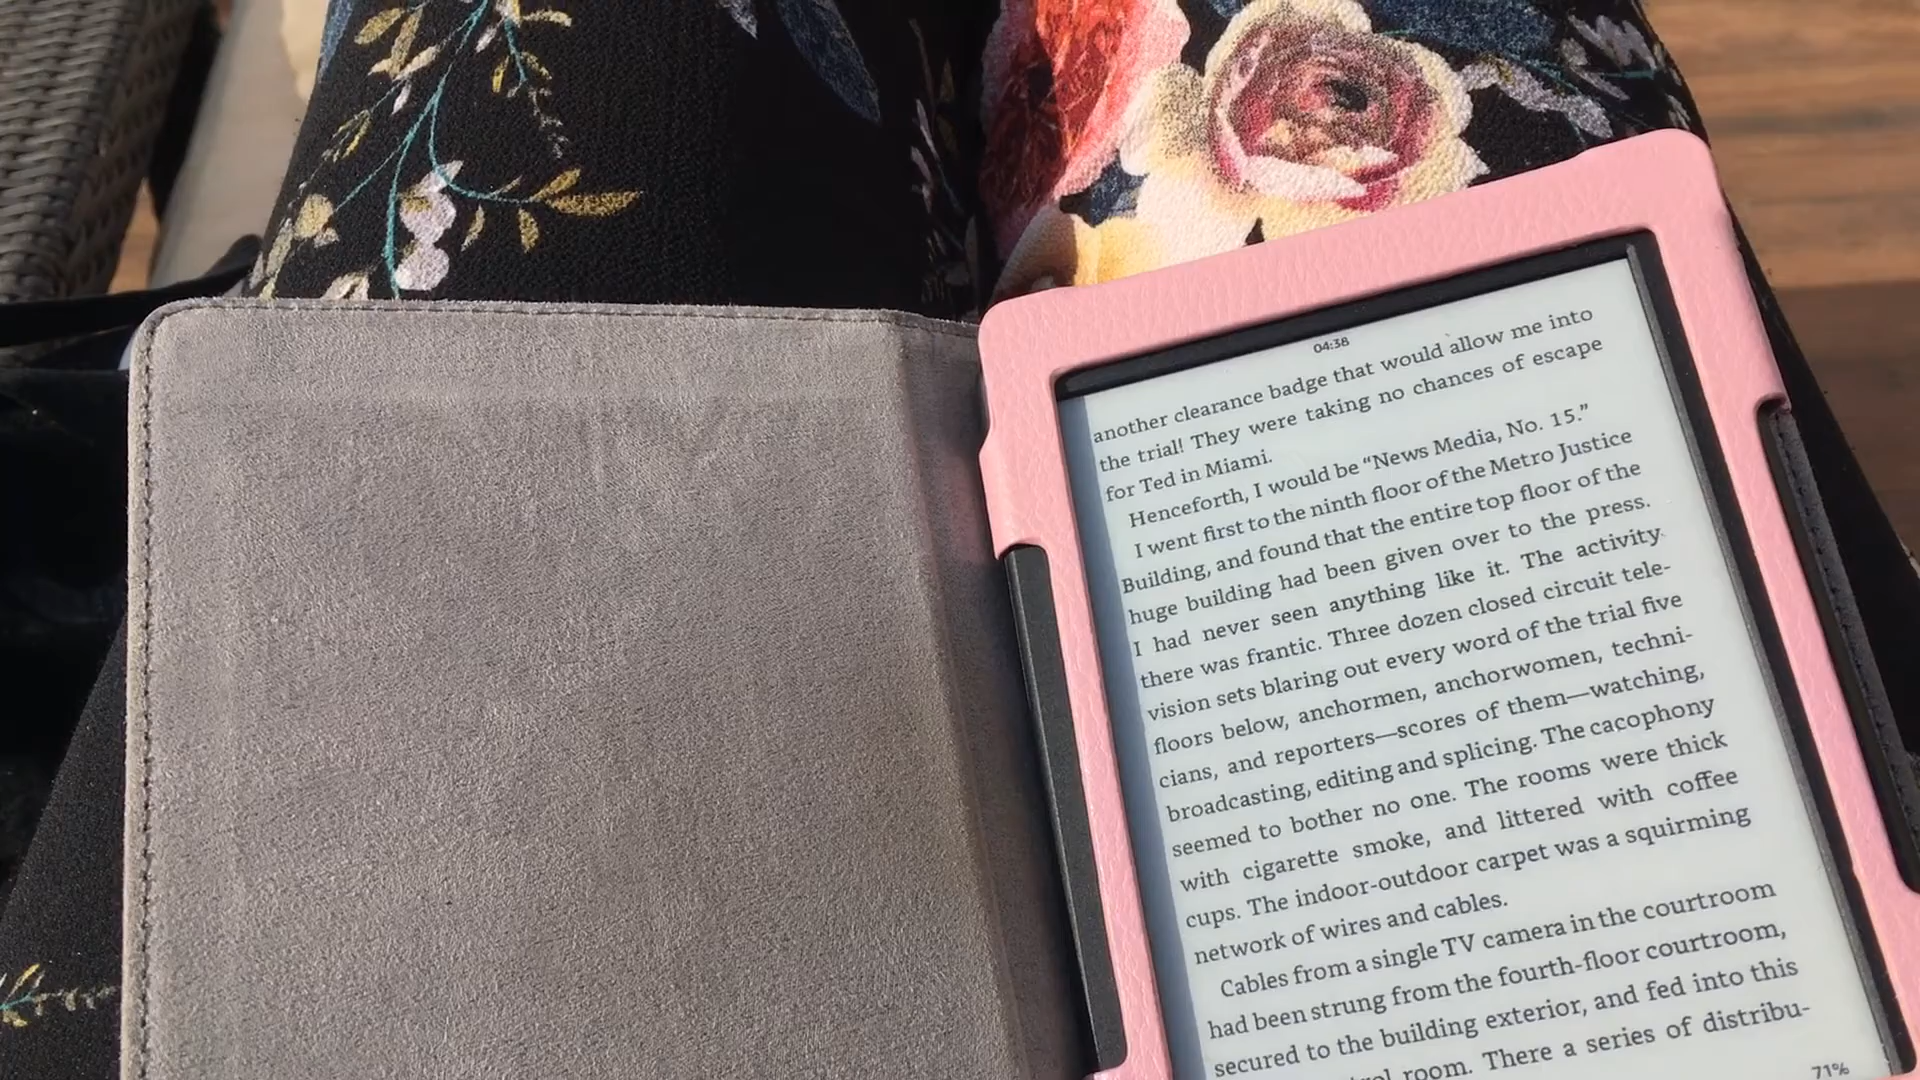 04:38
another clearance badge that would allow me into
the trial! They were taking no chances of escape
for Ted in Miami.
Henceforth, I would be “News Media, No. 15.”
I went first to the ninth floor of the Metro Justice
Building, and found that the entire top floor of the
huge building had been given over to the press.
I had never seen anything like it. The activity
there was frantic. Three dozen closed circuit tele-
vision sets blaring out every word of the trial five
floors below, anchormen, anchorwomen, techni-
cians, and reporters—scores of them—watching,
broadcasting, editing and splicing. The cacophony
seemed to bother no one. The rooms were thick
with cigarette smoke, and littered with coffee
cups. The indoor-outdoor carpet was a squirming
network of wires and cables.
Cables from a single TV camera in the courtroom
had been strung from the fourth-floor courtroom,
secured to the building exterior, and fed into this
room. There a series of distribu-
71%